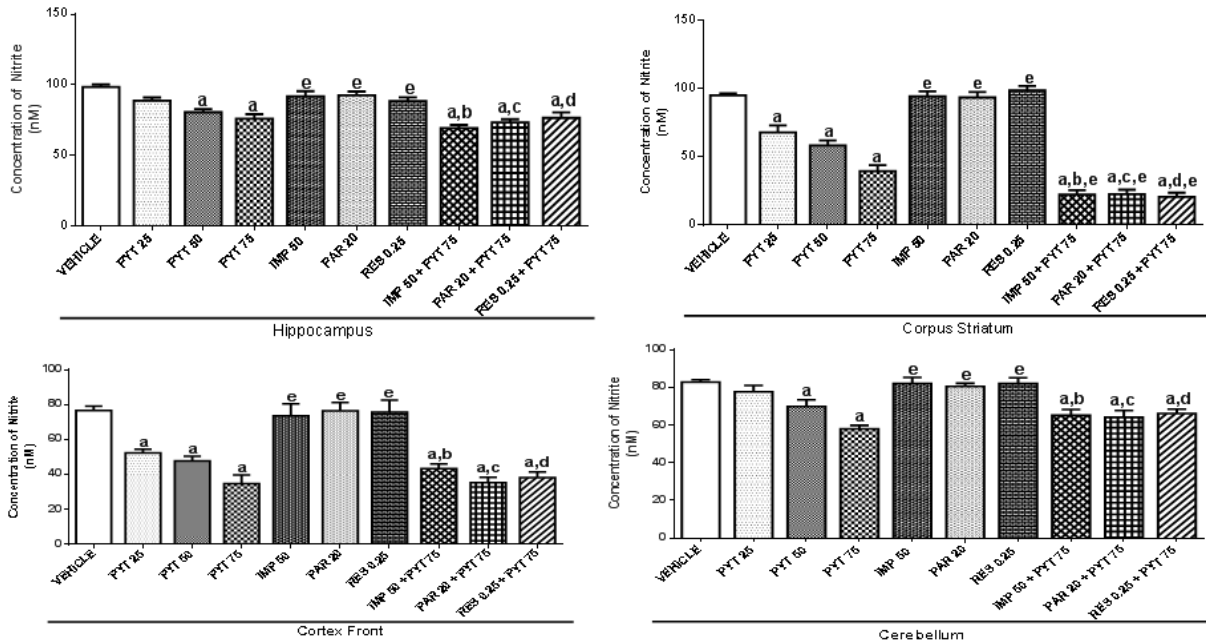 Concentration of Nitrite
(nM)
150
100
50
0
a
a
e
e
e
a,b
a,c
a,d
VEHICLE
PYT 25
PYT 50
PYT 75
IMP 50
PAR 20
RES 0.25
IMP 50 + PYT 75
PAR 20 + PYT 75
RES 0.25 + PYT 75
Hippocampus
Concentration of Nitrite
(nM)
150
100
50
0
a
a
a
e
e
e
a,b,e
a,c,e
a,d,e
VEHICLE
PYT 25
PYT 50
PYT 75
IMP 50
PAR 20
RES 0.25
IMP 50 + PYT 75
PAR 20 + PYT 75
RES 0.25 + PYT 75
Corpus Striatum
Concentration of Nitrite
(nM)
100
80
60
40
20
0
a
a
a
e
e
e
a,b
a,c
a,d
VEHICLE
PYT 25
PYT 50
PYT 75
IMP 50
PAR 20
RES 0.25
IMP 50 + PYT 75
PAR 20 + PYT 75
RES 0.25 + PYT 75
Cortex Front
Concentration of Nitrite
(nM)
100
80
60
40
20
0
a
a
e
e
e
a,b
a,c
a,d
VEHICLE
PYT 25
PYT 50
PYT 75
IMP 50
PAR 20
RES 0.25
IMP 50 + PYT 75
PAR 20 + PYT 75
RES 0.25 + PYT 75
Cerebellum